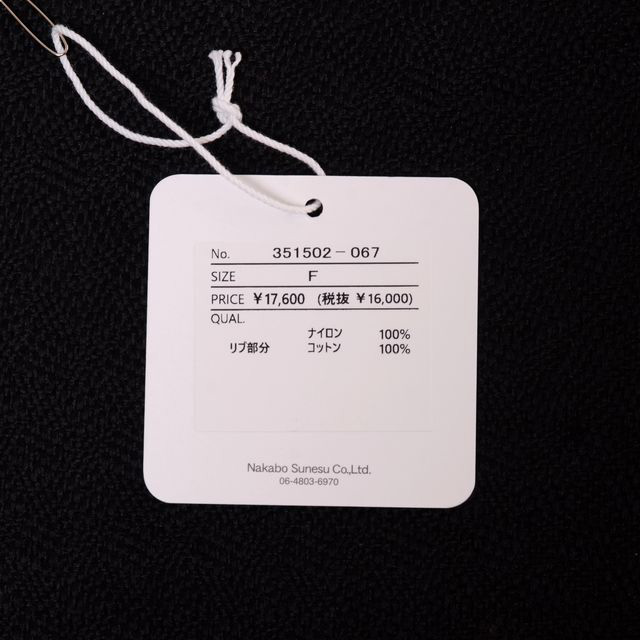 No. 351502-067
SIZE F
PRICE ￥17,600 (税抜 ￥16,000)
QUAL.
ナイロン 100%
リブ部分 コットン 100%
Nakabo Sunesu Co.,Ltd.
06-4803-6970